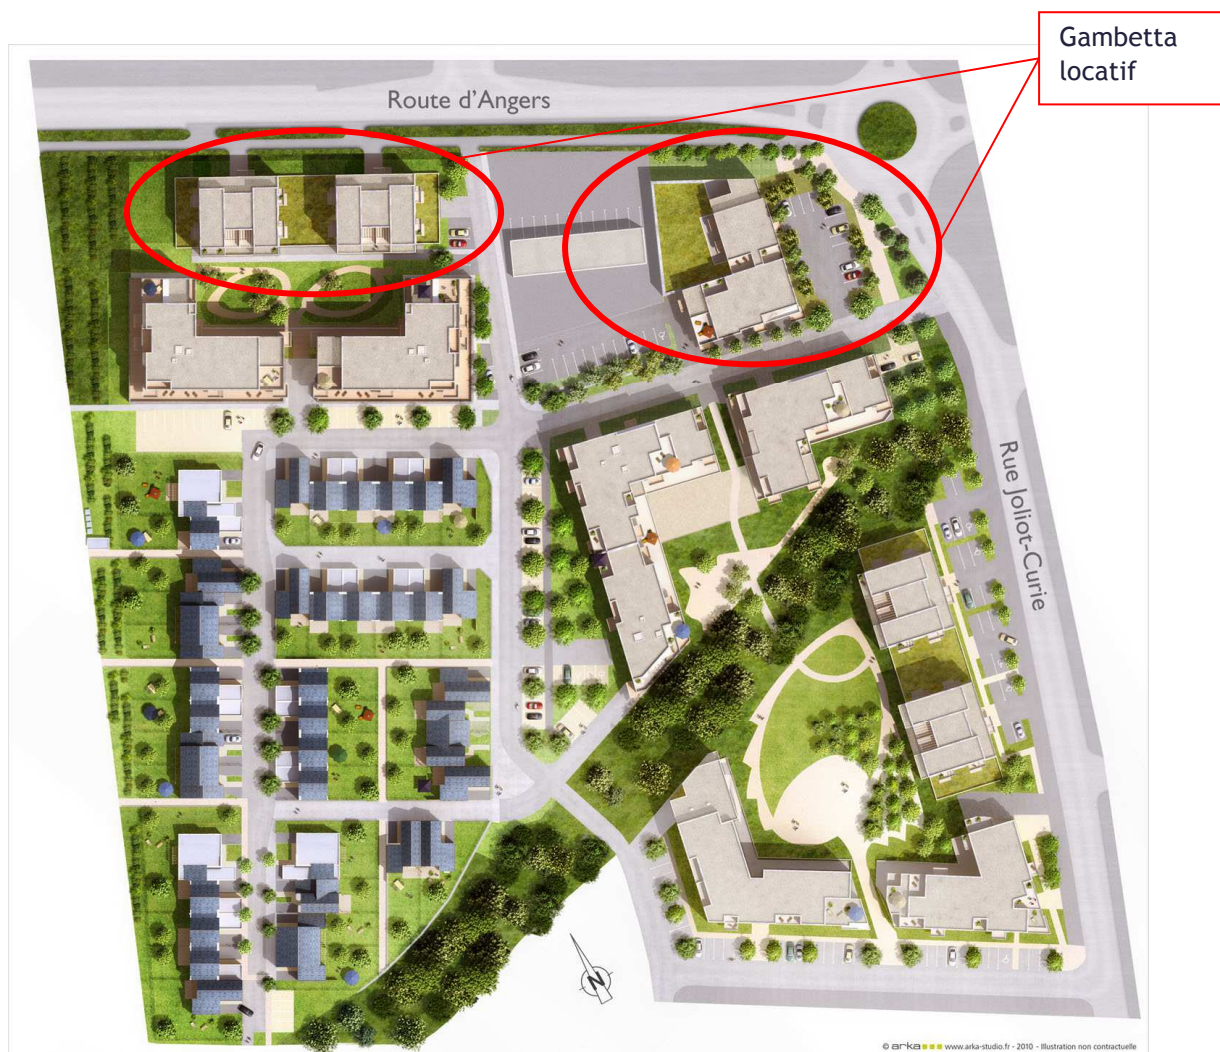 Gambetta
locatif
Route d'Angers
Rue Joliot-Curie
N
© arka www.arka-studio.fr - 2010 - Illustration non contractuelle